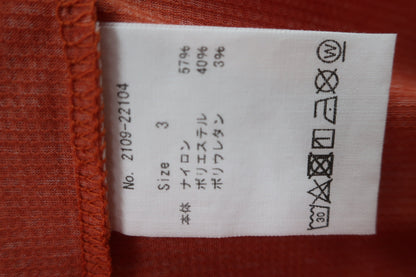 No. 2109-22104
Size 3
本体 ナイロン 57%
ポリエステル 40%
ポリウレタン 3%
30
W